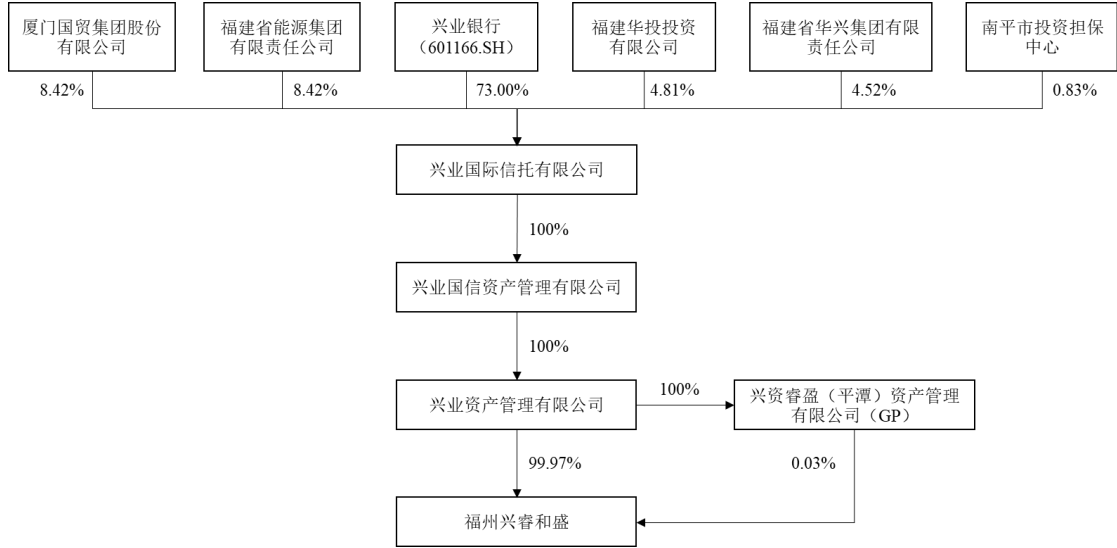 厦门国贸集团股份
有限公司
福建省能源集团
有限责任公司
兴业银行
（601166.SH）
福建华投投资
有限公司
福建省华兴集团有限
责任公司
南平市投资担保
中心
8.42%
8.42%
73.00%
4.81%
4.52%
0.83%
兴业国际信托有限公司
100%
兴业国信资产管理有限公司
100%
兴业资产管理有限公司
100%
兴资睿盈（平潭）资产管理
有限公司（GP）
99.97%
0.03%
福州兴睿和盛